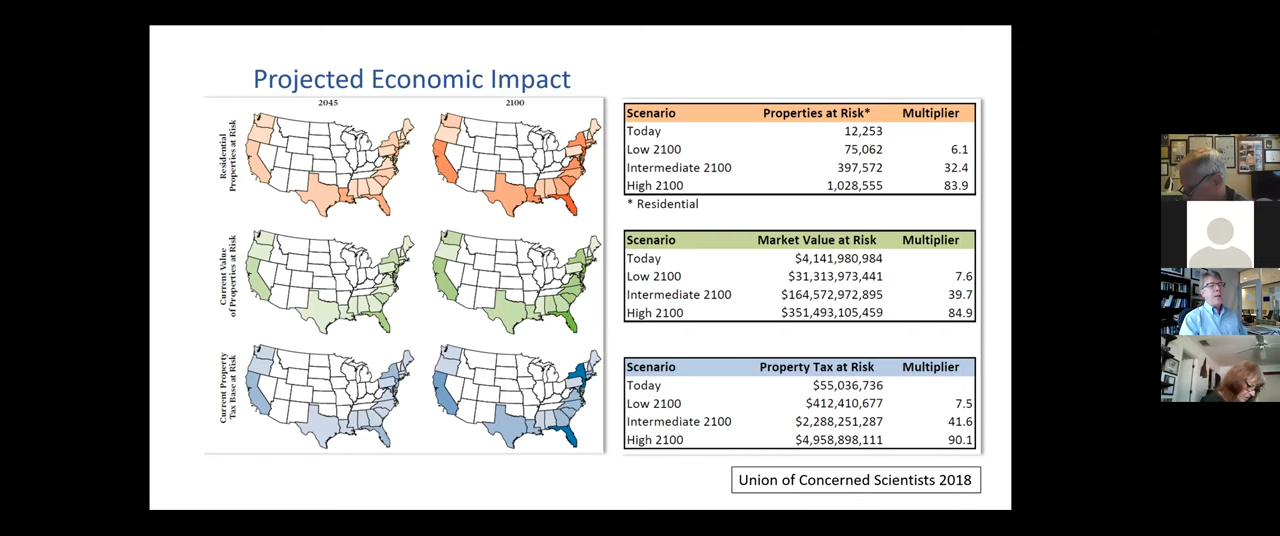 Projected Economic Impact
2045 2100
Residential
Properties at Risk
Current Value
of Properties at Risk
Current Property
Tax Base at Risk
Scenario Properties at Risk* Multiplier
Today 12,253
Low 2100 75,062 6.1
Intermediate 2100 397,572 32.4
High 2100 1,028,555 83.9
* Residential
Scenario Market Value at Risk Multiplier
Today $4,141,980,984
Low 2100 $31,313,973,441 7.6
Intermediate 2100 $164,572,972,895 39.7
High 2100 $351,493,105,459 84.9
Scenario Property Tax at Risk Multiplier
Today $55,036,736
Low 2100 $412,410,677 7.5
Intermediate 2100 $2,288,251,287 41.6
High 2100 $4,958,898,111 90.1
Union of Concerned Scientists 2018